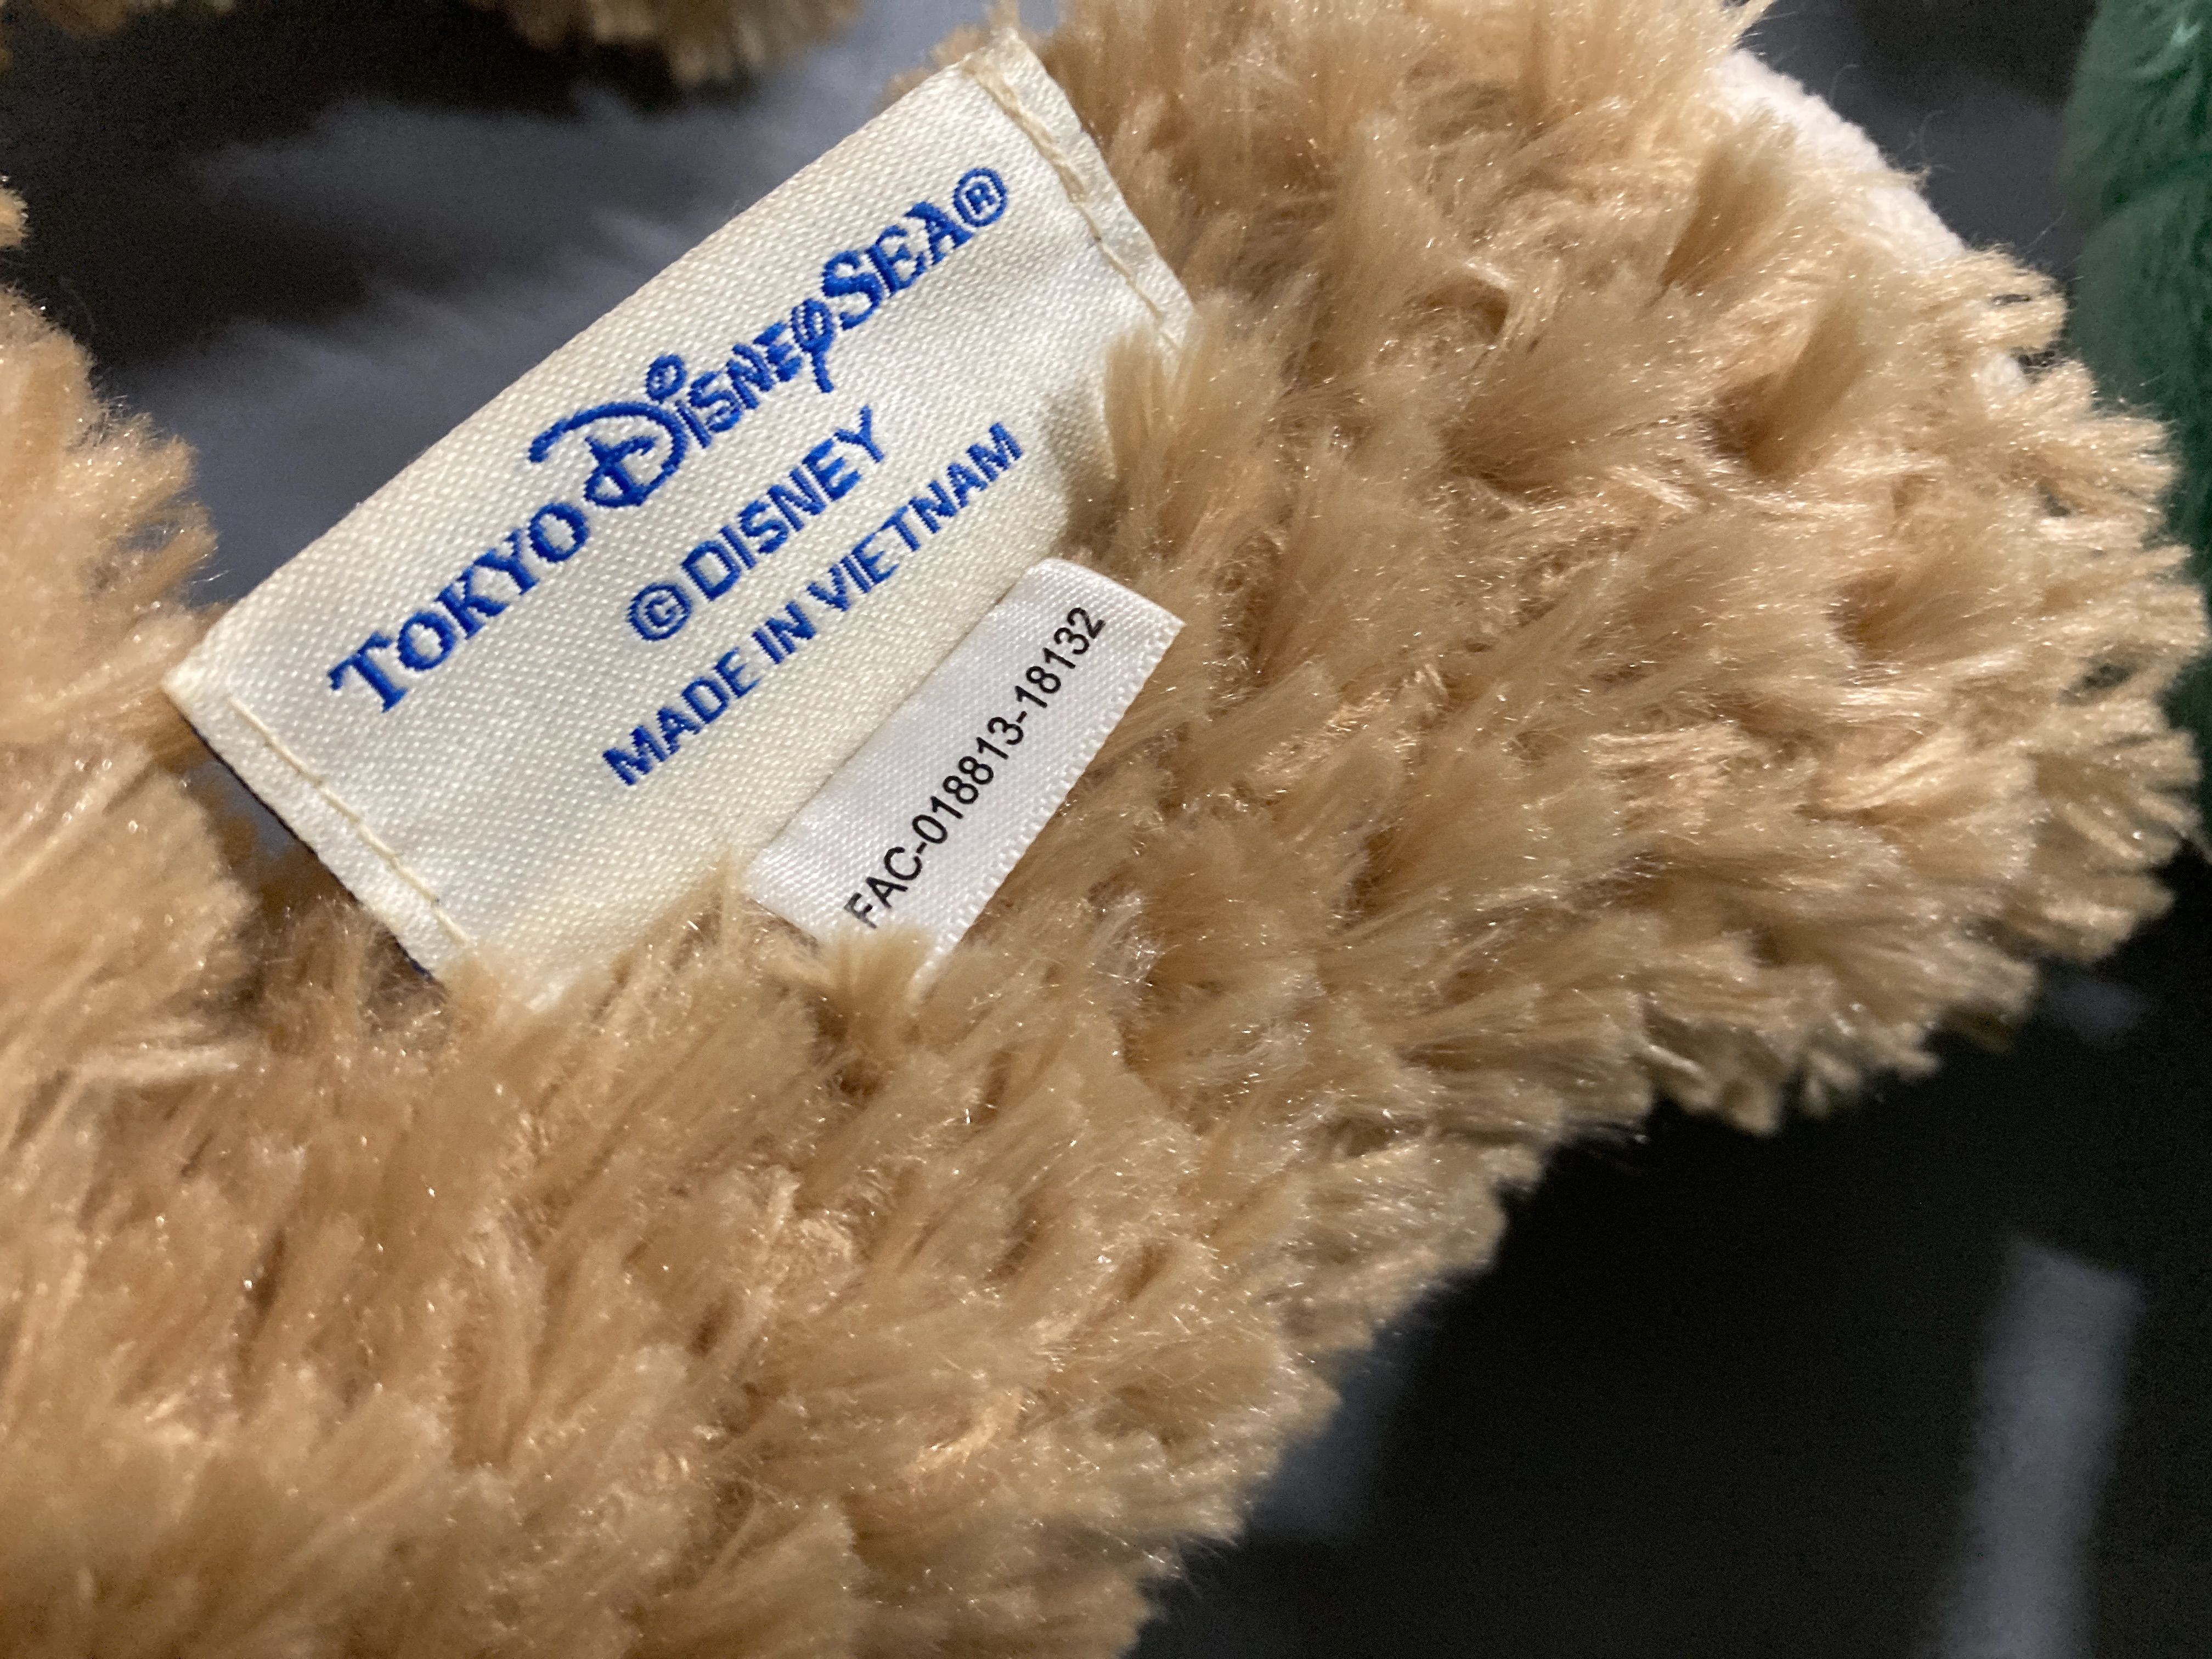 TOKYO DISNEYSEA®
© DISNEY
MADE IN VIETNAM
FAC-018813-18132